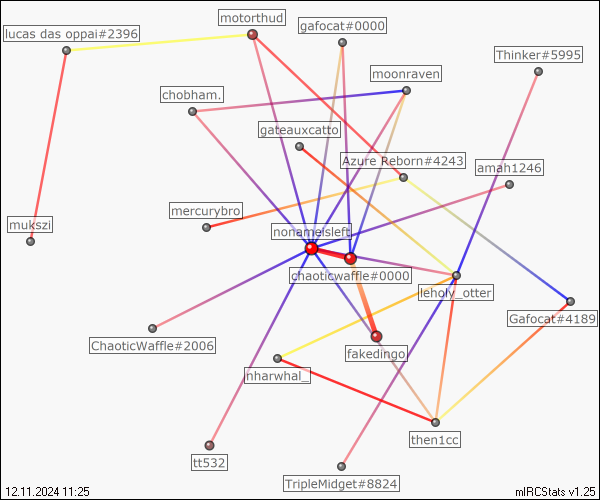 motorthud
gafocat#0000
lucas das oppai#2396
Thinker#5995
moonraven
chobham.
gateauxcatto
Azure Reborn#4243
amah1246
mercurybro
mukszi
nonameisleft
chaoticwaffle#0000
leholy_otter
Gafocat#4189
ChaoticWaffle#2006
fakedingo
nharwhal_
then1cc
tt532
TripleMidget#8824
12.11.2024 11:25
mIRCStats v1.25